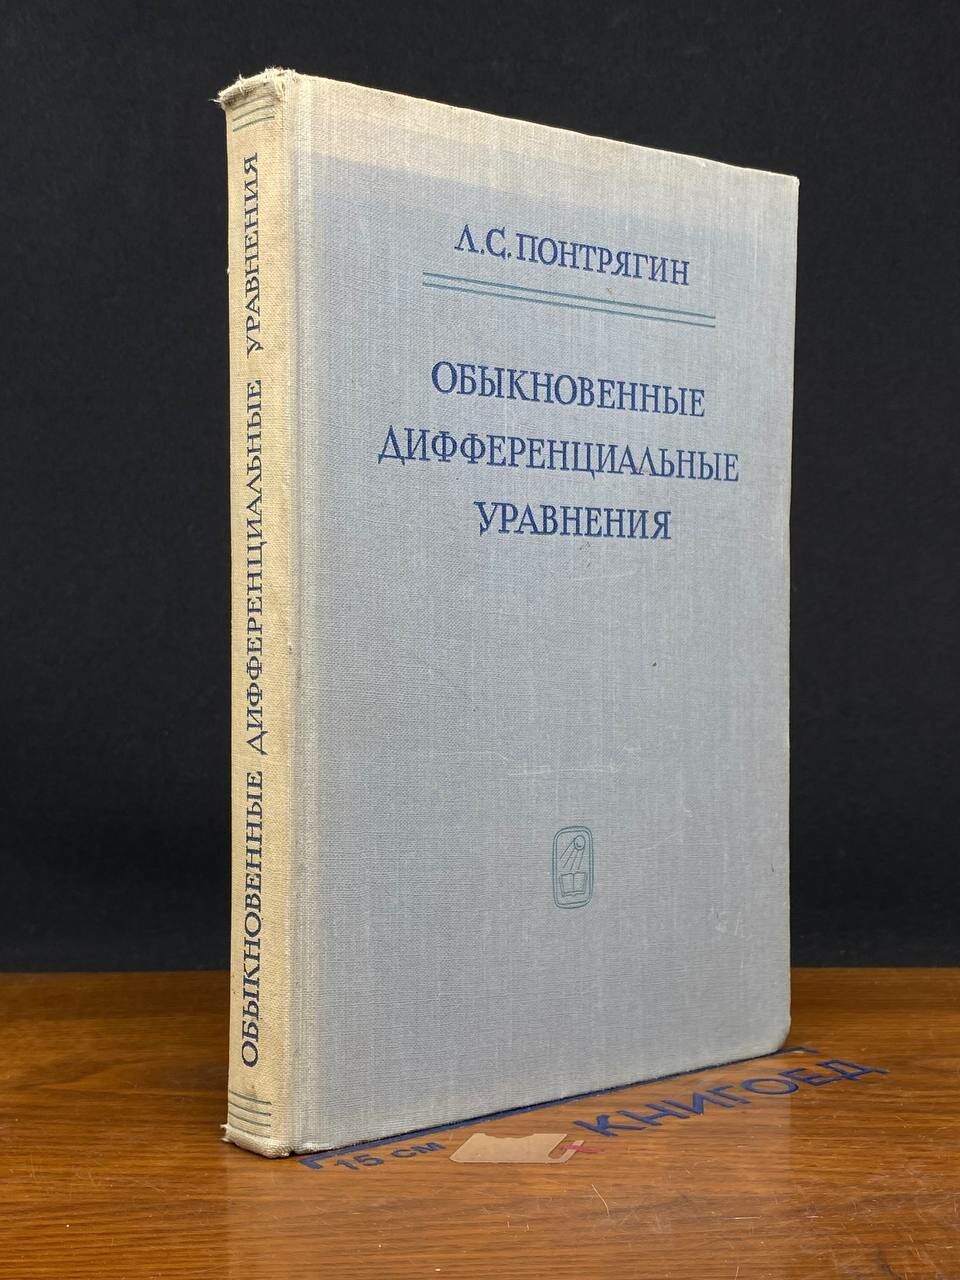 ОБЫКНОВЕННЫЕ ДИФФЕРЕНЦИАЛЬНЫЕ УРАВНЕНИЯ
Л.С.ПОНТРЯГИН
ОБЫКНОВЕННЫЕ
ДИФФЕРЕНЦИАЛЬНЫЕ
УРАВНЕНИЯ
15 см
КНИГОЕД